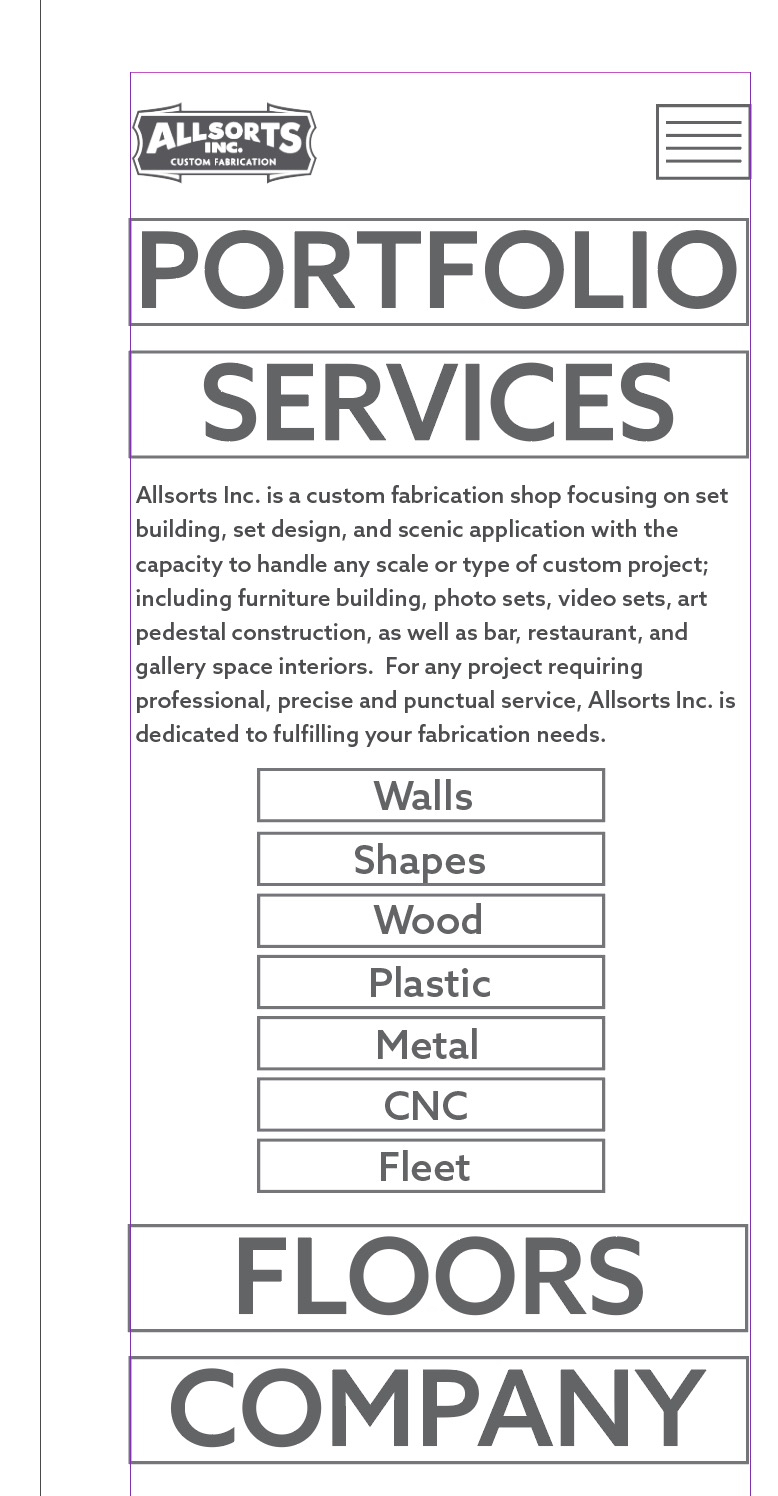 ALLSORTS
INC.
CUSTOM FABRICATION
PORTFOLIO
SERVICES
Allsorts Inc. is a custom fabrication shop focusing on set
building, set design, and scenic application with the
capacity to handle any scale or type of custom project;
including furniture building, photo sets, video sets, art
pedestal construction, as well as bar, restaurant, and
gallery space interiors.  For any project requiring
professional, precise and punctual service, Allsorts Inc. is
dedicated to fulfilling your fabrication needs.
Walls
Shapes
Wood
Plastic
Metal
CNC
Fleet
FLOORS
COMPANY